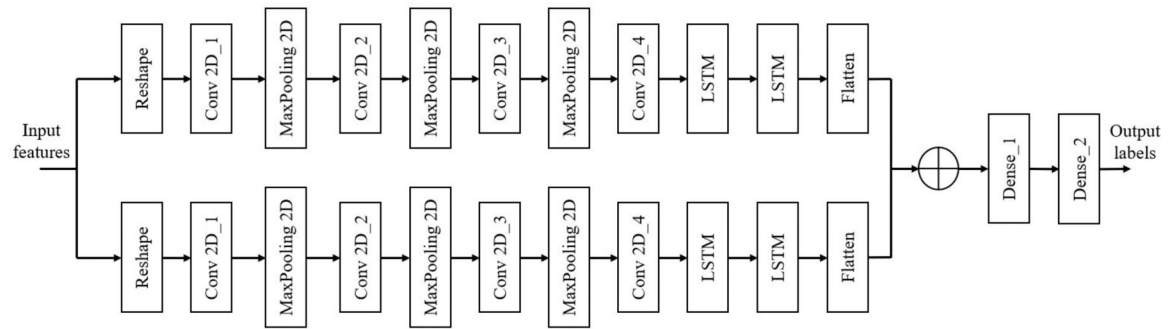 Input
features
Reshape
Conv 2D_1
MaxPooling 2D
Conv 2D_2
MaxPooling 2D
Conv 2D_3
MaxPooling 2D
Conv 2D_4
LSTM
LSTM
Flatten
Reshape
Conv 2D_1
MaxPooling 2D
Conv 2D_2
MaxPooling 2D
Conv 2D_3
MaxPooling 2D
Conv 2D_4
LSTM
LSTM
Flatten
Dense_1
Dense_2
Output
labels